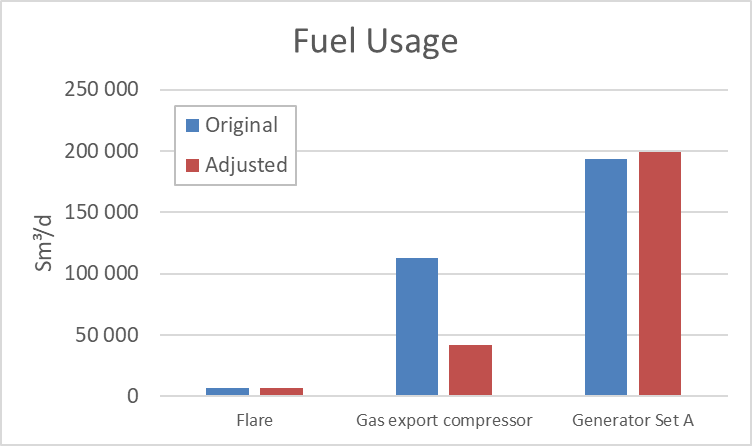 Fuel Usage
250 000
200 000
150 000
100 000
50 000
0
Sm³/d
Original
Adjusted
Flare
Gas export compressor
Generator Set A